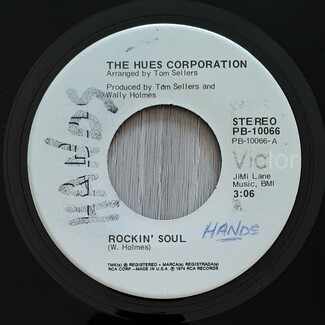 THE HUES CORPORATION
Arranged by Tom Sellers
Produced by Tom Sellers and
Wally Holmes
HANDS
STEREO
PB-10066
PB-10066-A
Victor
JiMi Lane
Music, BMI
3:06
ROCKIN' SOUL
(W. Holmes)
HANDS
TMK(s) ® REGISTERED • MARCA(s) REGISTRADA(s)
RCA CORP.—MADE IN U.S.A. ℗ 1974 RCA RECORDS